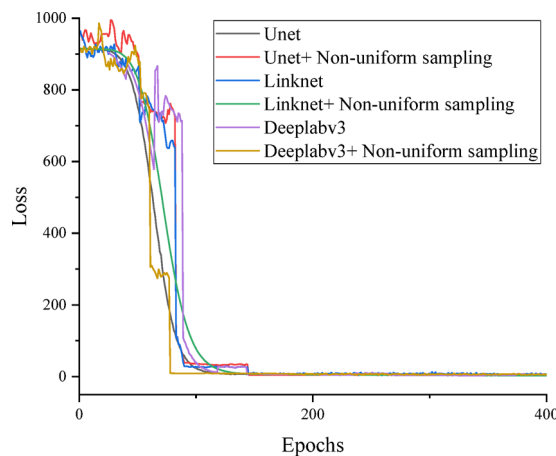 1000
800
600
400
200
0
Loss
Unet
Unet+ Non-uniform sampling
Linknet
Linknet+ Non-uniform sampling
Deeplabv3
Deeplabv3+ Non-uniform sampling
0
200
400
Epochs